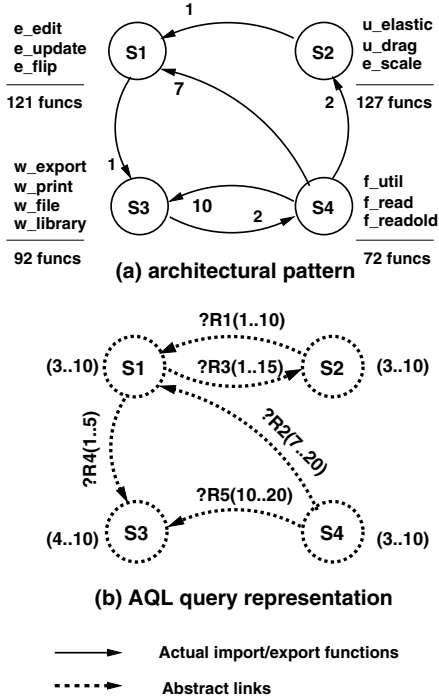 1
e_edit
e_update
e_flip
121 funcs
S1
S2
u_elastic
u_drag
e_scale
127 funcs
7
2
1
w_export
w_print
w_file
w_library
92 funcs
S3
10
2
S4
f_util
f_read
f_readold
72 funcs
(a) architectural pattern
?R1(1..10)
(3..10)
S1
?R3(1..15)
S2
(3..10)
?R4(1..5)
?R2(7..20)
?R5(10..20)
(4..10)
S3
S4
(3..10)
(b) AQL query representation
Actual import/export functions
Abstract links